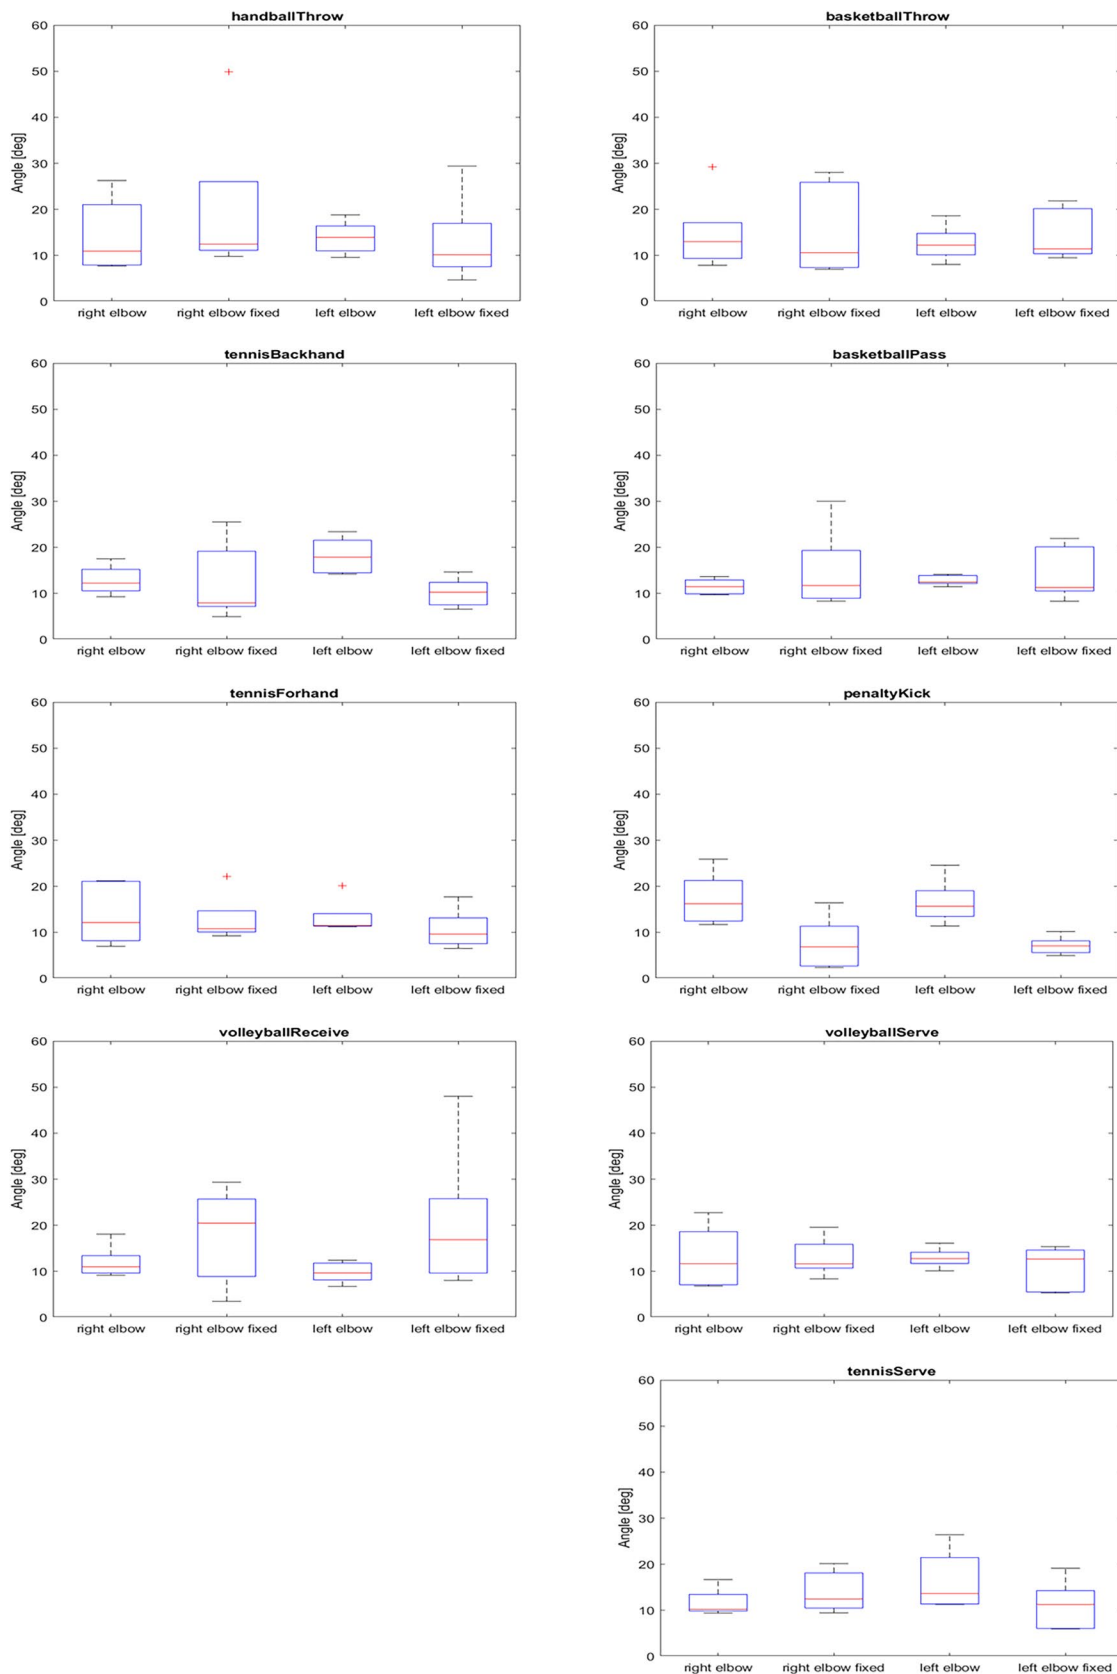 handballThrow
60
50
40
30
20
10
0
Angle [deg]
right elbow right elbow fixed left elbow left elbow fixed
basketballThrow
60
50
40
30
20
10
0
Angle [deg]
right elbow right elbow fixed left elbow left elbow fixed
tennisBackhand
60
50
40
30
20
10
0
Angle [deg]
right elbow right elbow fixed left elbow left elbow fixed
basketballPass
60
50
40
30
20
10
0
Angle [deg]
right elbow right elbow fixed left elbow left elbow fixed
tennisForhand
60
50
40
30
20
10
0
Angle [deg]
right elbow right elbow fixed left elbow left elbow fixed
penaltyKick
60
50
40
30
20
10
0
Angle [deg]
right elbow right elbow fixed left elbow left elbow fixed
volleyballReceive
60
50
40
30
20
10
0
Angle [deg]
right elbow right elbow fixed left elbow left elbow fixed
volleyballServe
60
50
40
30
20
10
0
Angle [deg]
right elbow right elbow fixed left elbow left elbow fixed
tennisServe
60
50
40
30
20
10
0
Angle [deg]
right elbow right elbow fixed left elbow left elbow fixed